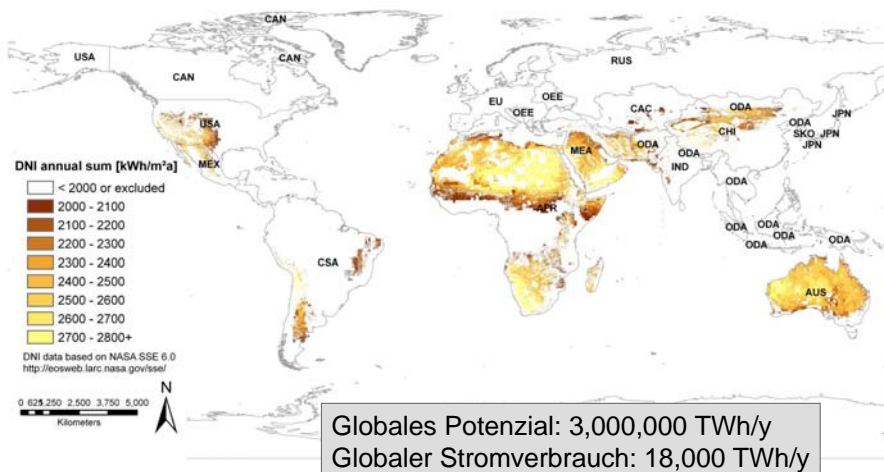 CAN
USA
CAN
RUS
CAN
EU
OEE
OEE
CAC
ODA
JPN
USA
ODA
SKO JPN
JPN
CHI
MEX
MEA
ODA
ODA
IND
ODA
AFR
ODA
ODA
ODA
ODA
ODA
CSA
AUS
DNI annual sum [kWh/m²a]
< 2000 or excluded
2000 - 2100
2100 - 2200
2200 - 2300
2300 - 2400
2400 - 2500
2500 - 2600
2600 - 2700
2700 - 2800+
DNI data based on NASA SSE 6.0
http://eosweb.larc.nasa.gov/sse/
N
0 625 1,250 2,500 3,750 5,000
Kilometers
Globales Potenzial: 3,000,000 TWh/y
Globaler Stromverbrauch: 18,000 TWh/y